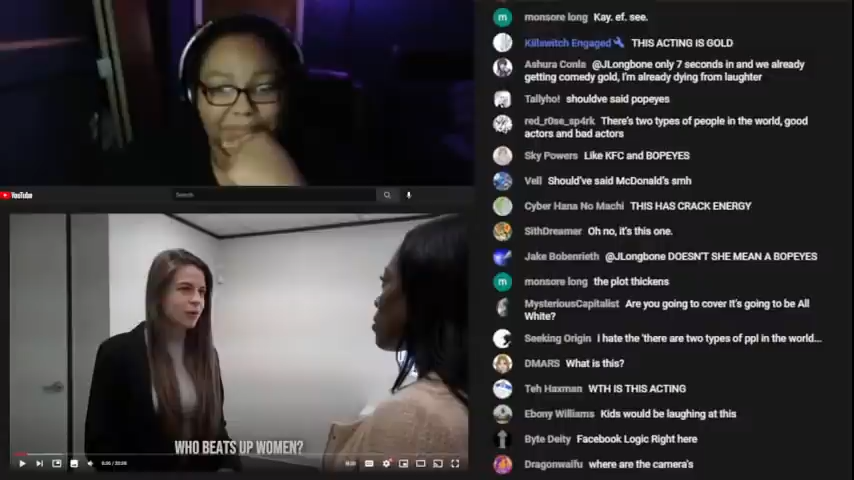 monsore long Kay. ef. see.
Killswitch Engaged THIS ACTING IS GOLD
Ashura Conla @JLongbone only 7 seconds in and we already
getting comedy gold, I'm already dying from laughter
Tallyho! shouldve said popeyes
red_r0se_sp4rk There's two types of people in the world, good
actors and bad actors
Sky Powers Like KFC and BOPEYES
Vell Should've said McDonald's smh
Cyber Hana No Machi THIS HAS CRACK ENERGY
SithDreamer Oh no, it's this one.
Jake Bobenrieth @JLongbone DOESN'T SHE MEAN A BOPEYES
monsore long the plot thickens
MysteriousCapitalist Are you going to cover It's going to be All
White?
Seeking Origin I hate the 'there are two types of ppl in the world...
DMARS What is this?
Teh Haxman WTH IS THIS ACTING
Ebony Williams Kids would be laughing at this
Byte Deity Facebook Logic Right here
Dragonwaifu where are the camera's
YouTube
Search
WHO BEATS UP WOMEN?